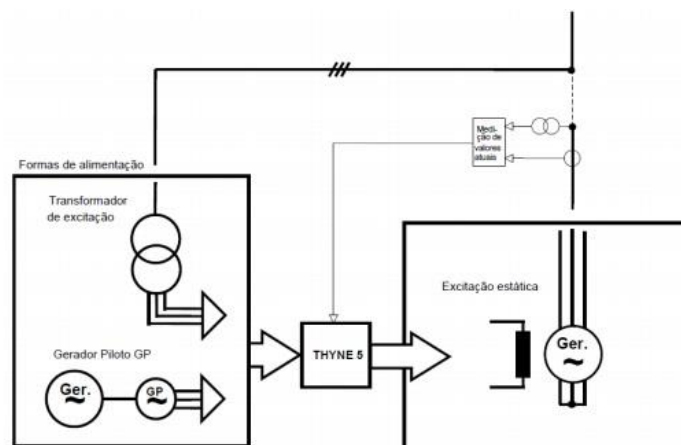 Medi-
ção de
valores
atuais
Formas de alimentação
Transformador
de excitação
Excitação estática
THYNE 5
Ger.
Gerador Piloto GP
Ger.
GP